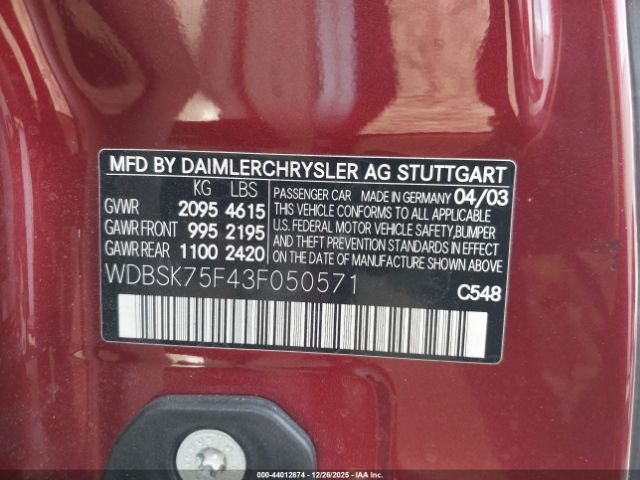 MFD BY DAIMLERCHRYSLER AG STUTTGART
KG LBS
GVWR 2095 4615
GAWR FRONT 995 2195
GAWR REAR 1100 2420
PASSENGER CAR MADE IN GERMANY 04/03
THIS VEHICLE CONFORMS TO ALL APPLICABLE
U.S. FEDERAL MOTOR VEHICLE SAFETY, BUMPER
AND THEFT PREVENTION STANDARDS IN EFFECT
ON THE DATE OF MANUFACTURE SHOWN ABOVE.
WDBSK75F43F050571
C548
000-44012874 | 12/26/2025 | IAA